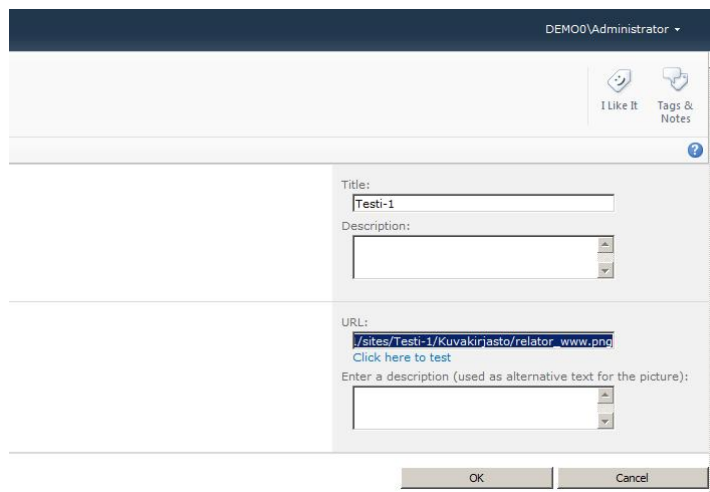 DEMO0\Administrator
I Like It
Tags &
Notes
Title:
Testi-1
Description:
URL:
./sites/Testi-1/Kuvakirjasto/relator_www.png
Click here to test
Enter a description (used as alternative text for the picture):
OK
Cancel